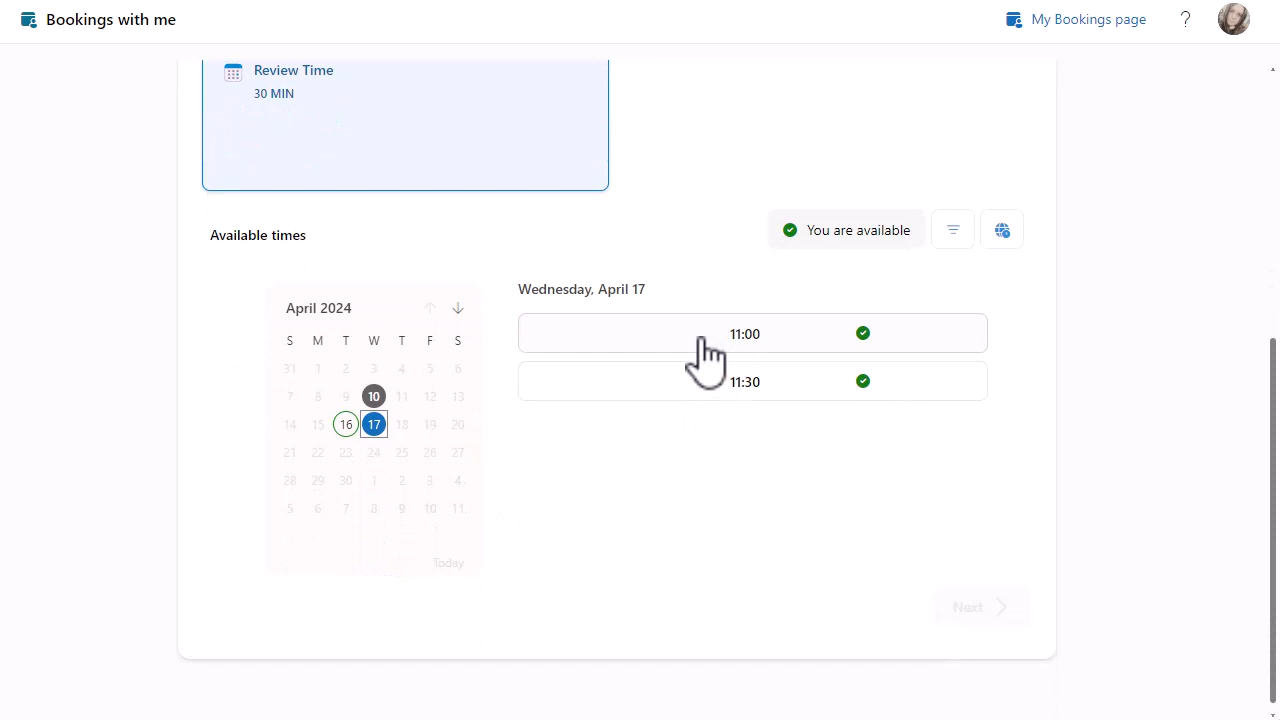 Bookings with me
My Bookings page
?
Review Time
30 MIN
Available times
You are available
April 2024
S M T W T F S
31 1 2 3 4 5 6
7 8 9 10 11 12 13
14 15 16 17 18 19 20
21 22 23 24 25 26 27
28 29 30 1 2 3 4
5 6 7 8 9 10 11
Today
Wednesday, April 17
11:00
11:30
Next